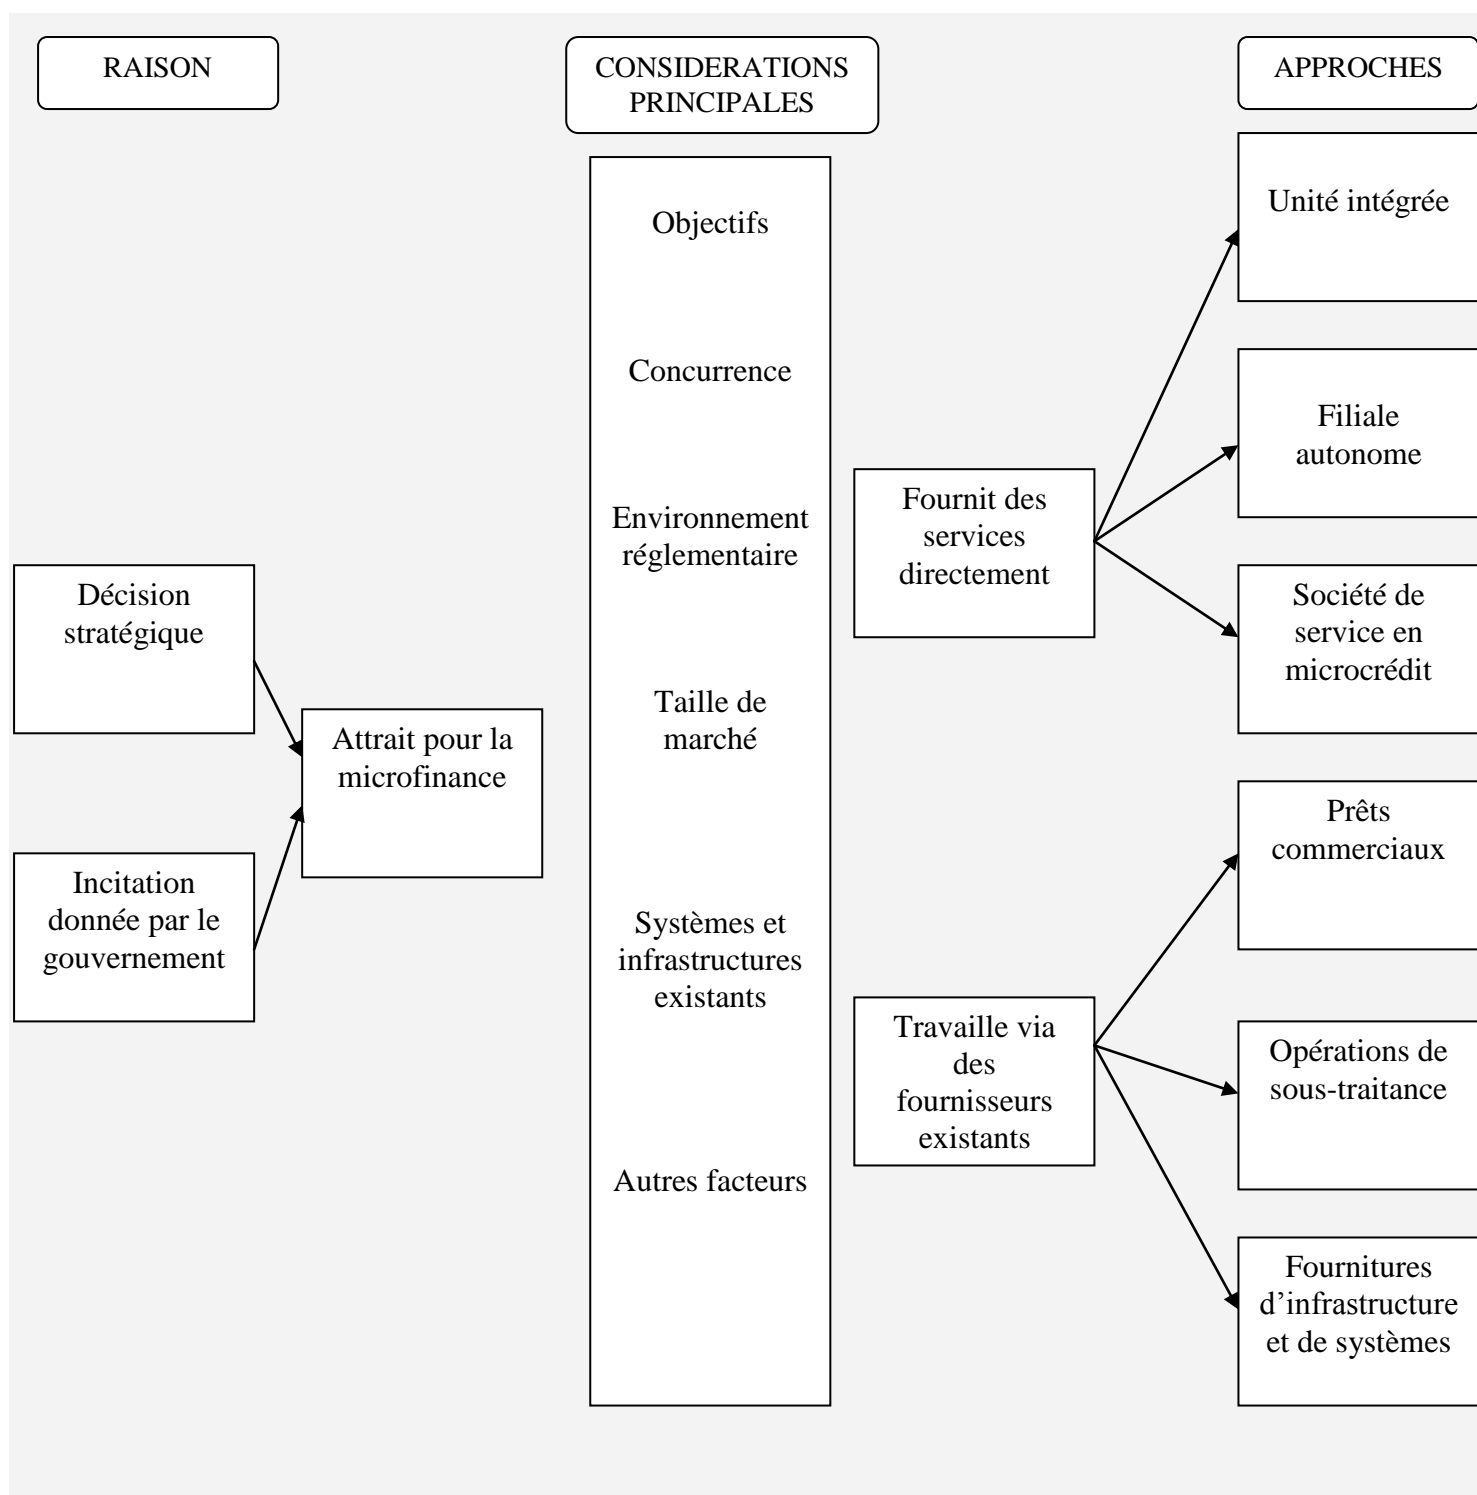 RAISON
CONSIDERATIONS
PRINCIPALES
APPROCHES
Décision
stratégique
Incitation
donnée par le
gouvernement
Attrait pour la
microfinance
Objectifs
Concurrence
Environnement
réglementaire
Taille de
marché
Systèmes et
infrastructures
existants
Autres facteurs
Fournit des
services
directement
Travaille via
des
fournisseurs
existants
Unité intégrée
Filiale
autonome
Société de
service en
microcrédit
Prêts
commerciaux
Opérations de
sous-traitance
Fournitures
d’infrastructure
et de systèmes